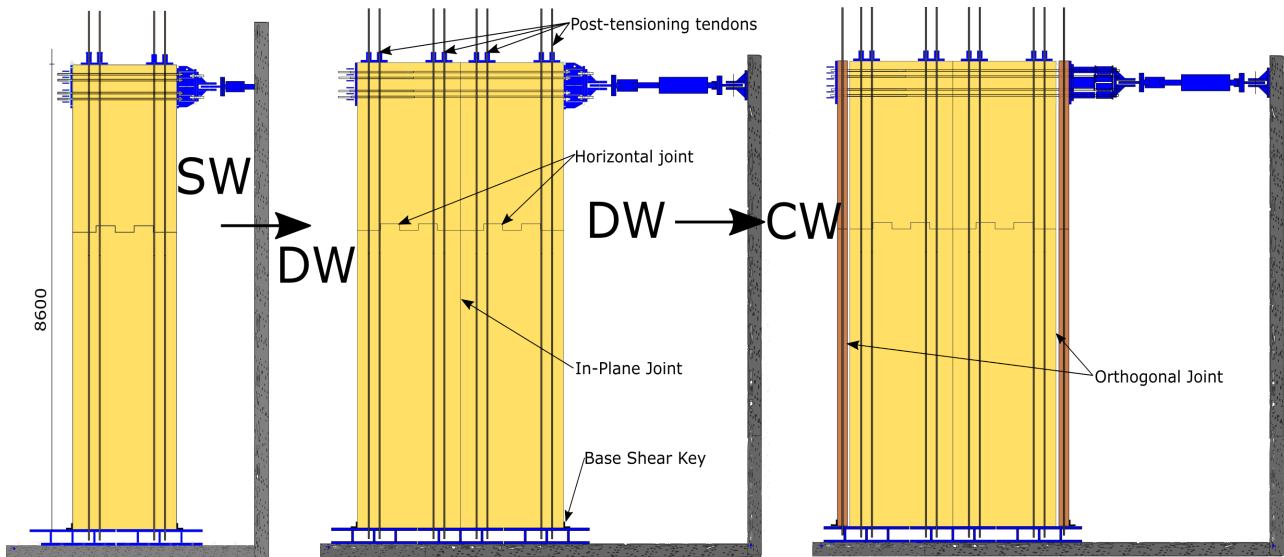 Post-tensioning tendons
SW
DW
Horizontal joint
DW
CW
8600
In-Plane Joint
Orthogonal Joint
Base Shear Key